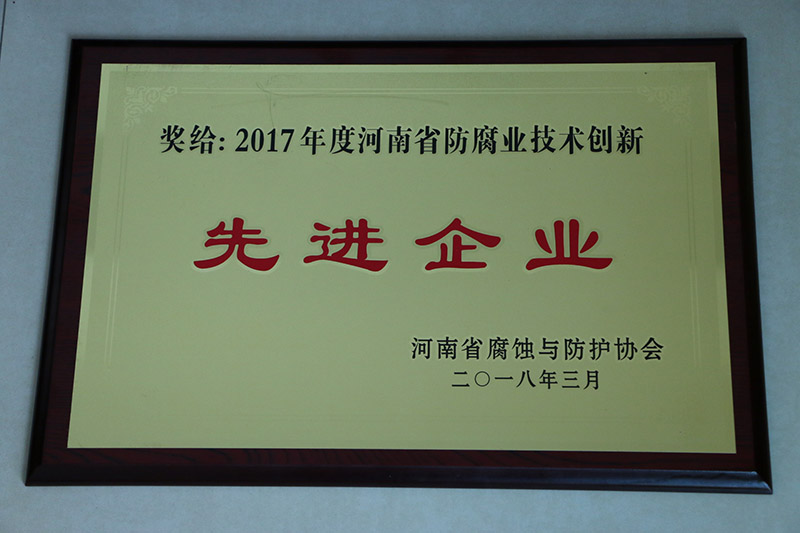 奖给：2017年度河南省防腐业技术创新
先进企业
河南省腐蚀与防护协会
二〇一八年三月